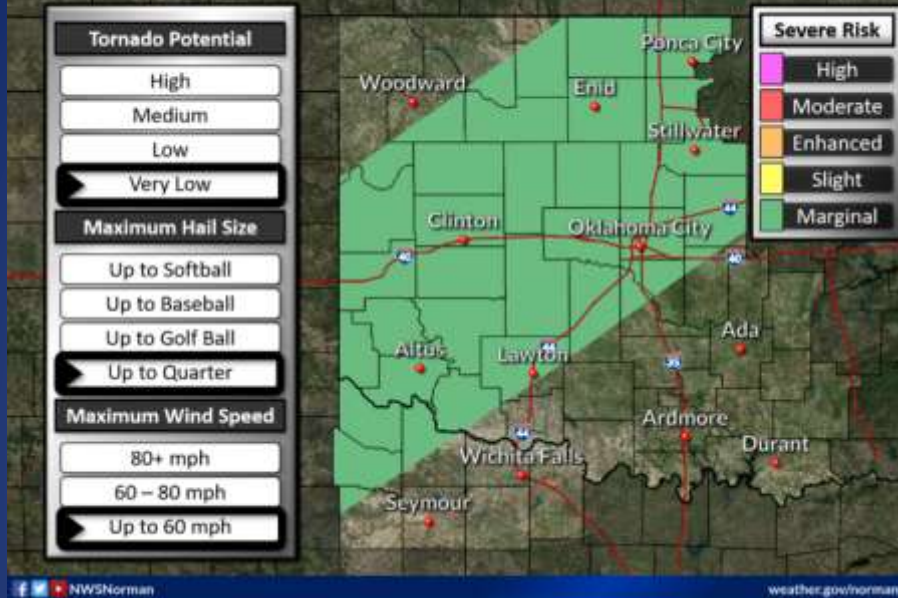 Tornado Potential
High
Medium
Low
Very Low
Maximum Hail Size
Up to Softball
Up to Baseball
Up to Golf Ball
Up to Quarter
Maximum Wind Speed
80+ mph
60 – 80 mph
Up to 60 mph
Ponca City
Woodward
Enid
Stillwater
44
Clinton
Oklahoma City
40
40
Ada
Altus
44
Lawton
35
Ardmore
44
Durant
Wichita Falls
Seymour
Severe Risk
High
Moderate
Enhanced
Slight
Marginal
NWSNorman
weather.gov/norman